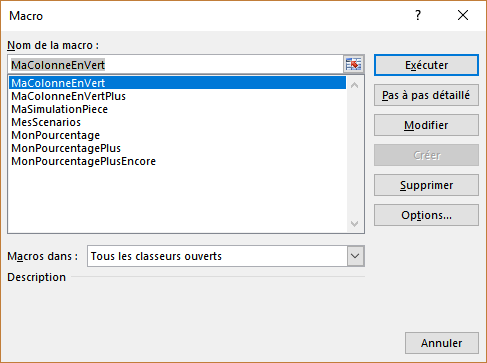 Macro
?
Nom de la macro :
MaColonneEnVert
Exécuter
MaColonneEnVert
MaColonneEnVertPlus
MaSimulationPiece
MesScenarios
MonPourcentage
MonPourcentagePlus
MonPourcentagePlusEncore
Pas à pas détaillé
Modifier
Créer
Supprimer
Options...
Macros dans : Tous les classeurs ouverts
Description
Annuler